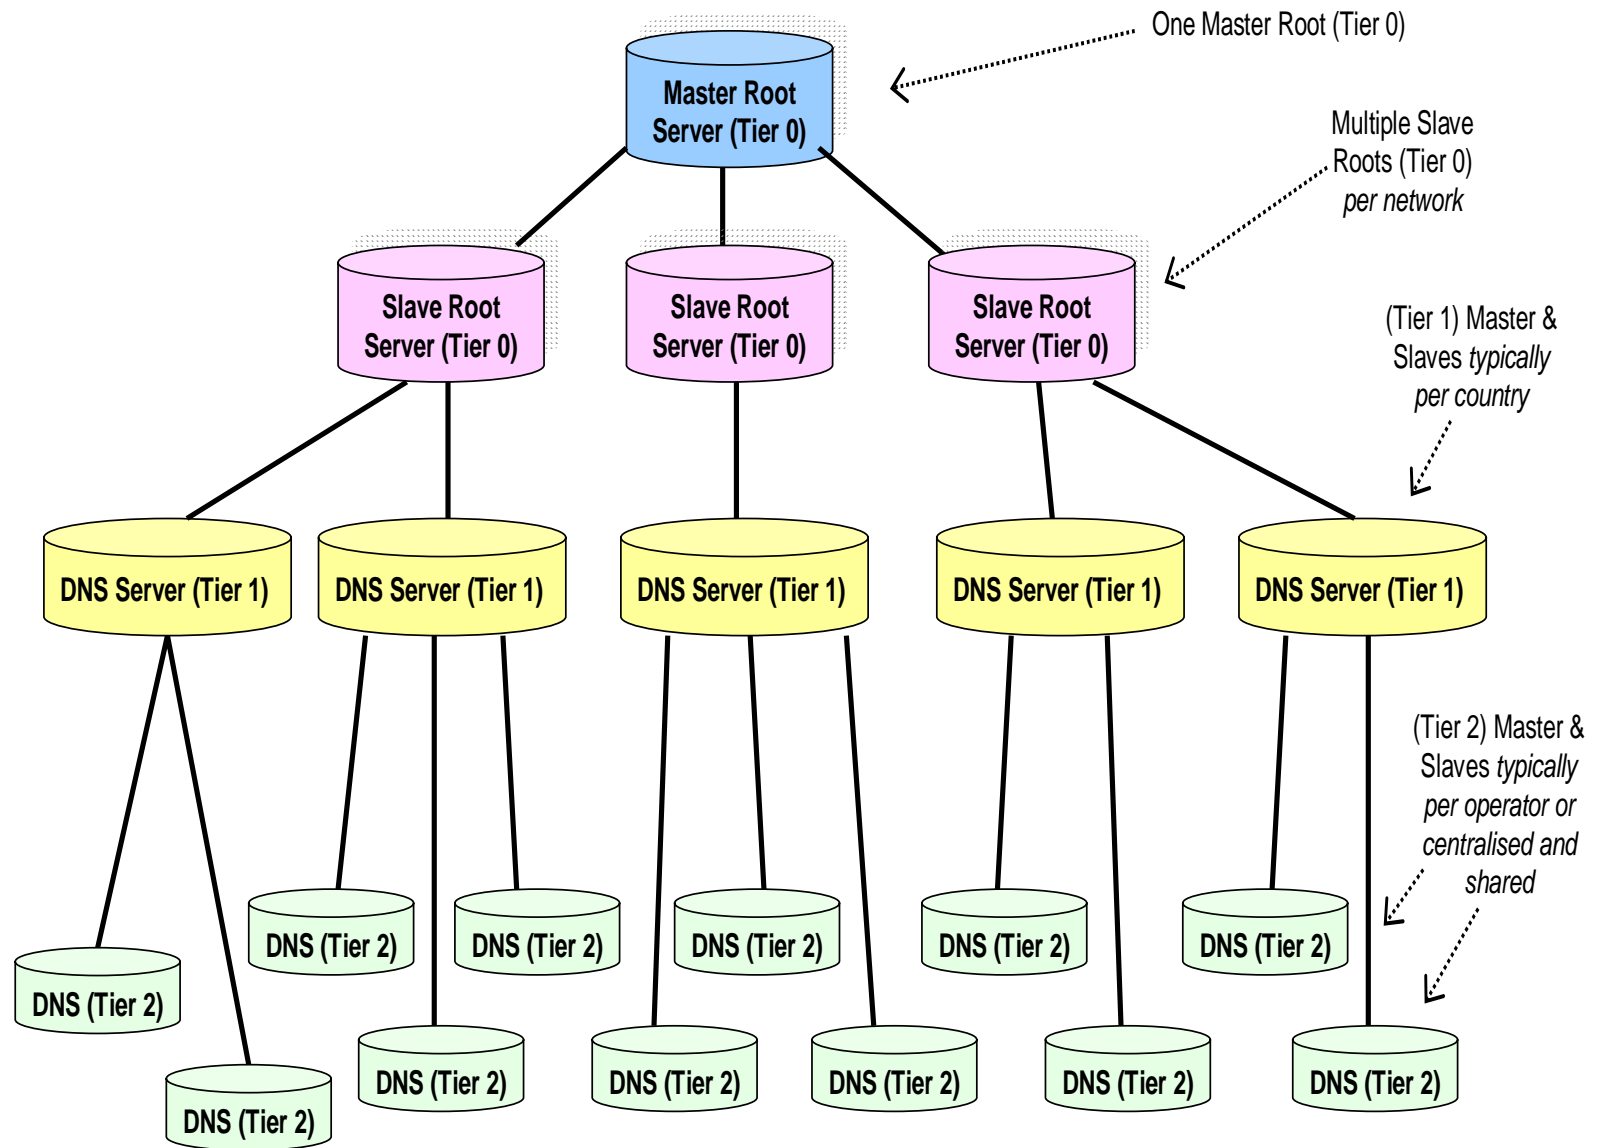 One Master Root (Tier 0)
Master Root
Server (Tier 0)
Multiple Slave
Roots (Tier 0)
per network
Slave Root
Server (Tier 0)
Slave Root
Server (Tier 0)
Slave Root
Server (Tier 0)
(Tier 1) Master &
Slaves typically
per country
DNS Server (Tier 1)
DNS Server (Tier 1)
DNS Server (Tier 1)
DNS Server (Tier 1)
DNS Server (Tier 1)
(Tier 2) Master &
Slaves typically
per operator or
centralised and
shared
DNS (Tier 2)
DNS (Tier 2)
DNS (Tier 2)
DNS (Tier 2)
DNS (Tier 2)
DNS (Tier 2)
DNS (Tier 2)
DNS (Tier 2)
DNS (Tier 2)
DNS (Tier 2)
DNS (Tier 2)
DNS (Tier 2)